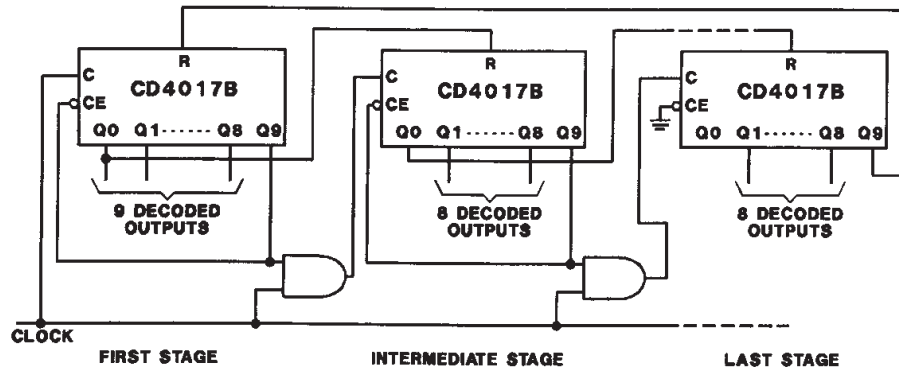 R
C
CD4017B
CE
Q0 Q1 ······ Q8 Q9
9 DECODED
OUTPUTS
R
C
CD4017B
CE
Q0 Q1 ······ Q8 Q9
8 DECODED
OUTPUTS
R
C
CD4017B
CE
Q0 Q1 ······ Q8 Q9
8 DECODED
OUTPUTS
CLOCK
FIRST STAGE
INTERMEDIATE STAGE
LAST STAGE